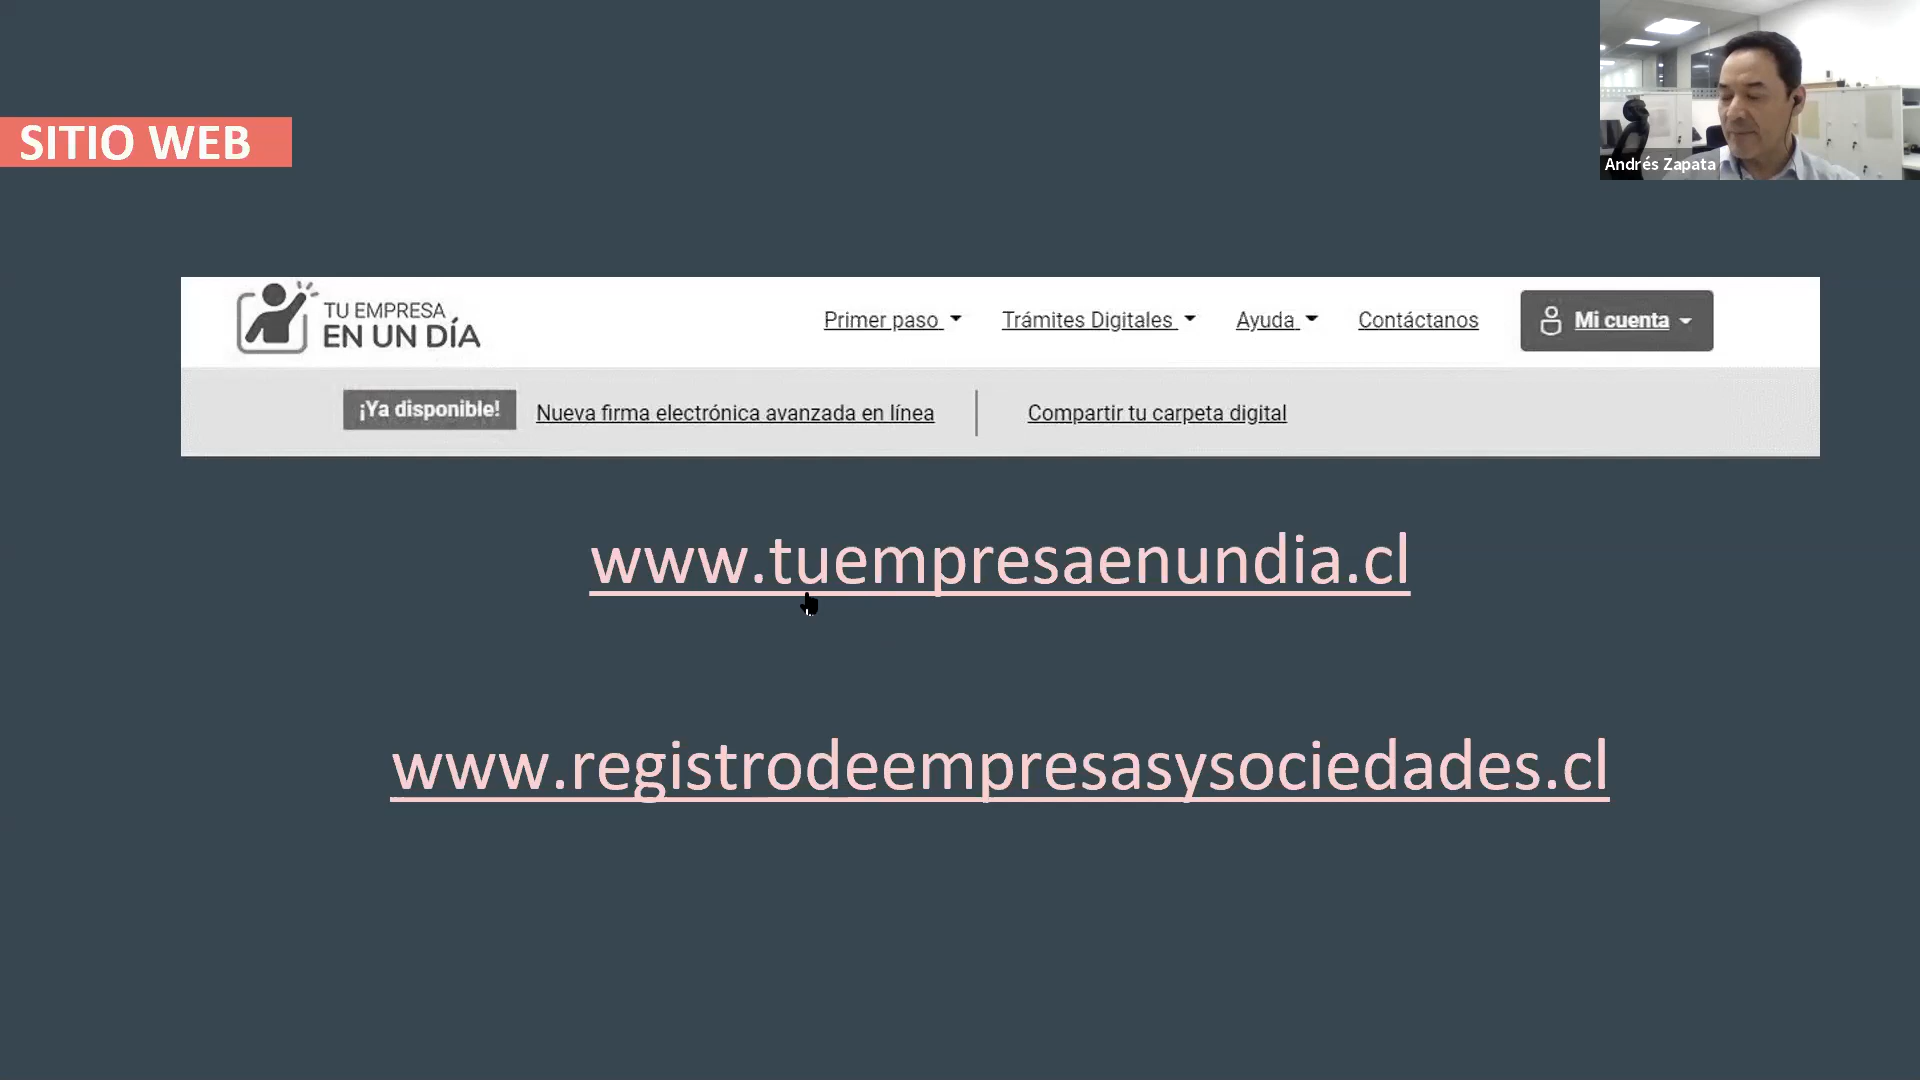 SITIO WEB
Andrés Zapata
TU EMPRESA
EN UN DÍA
Primer paso
Trámites Digitales
Ayuda
Contáctanos
Mi cuenta
¡Ya disponible!
Nueva firma electrónica avanzada en línea
Compartir tu carpeta digital
www.tuempresaenundia.cl
www.registrodeempresasysociedades.cl